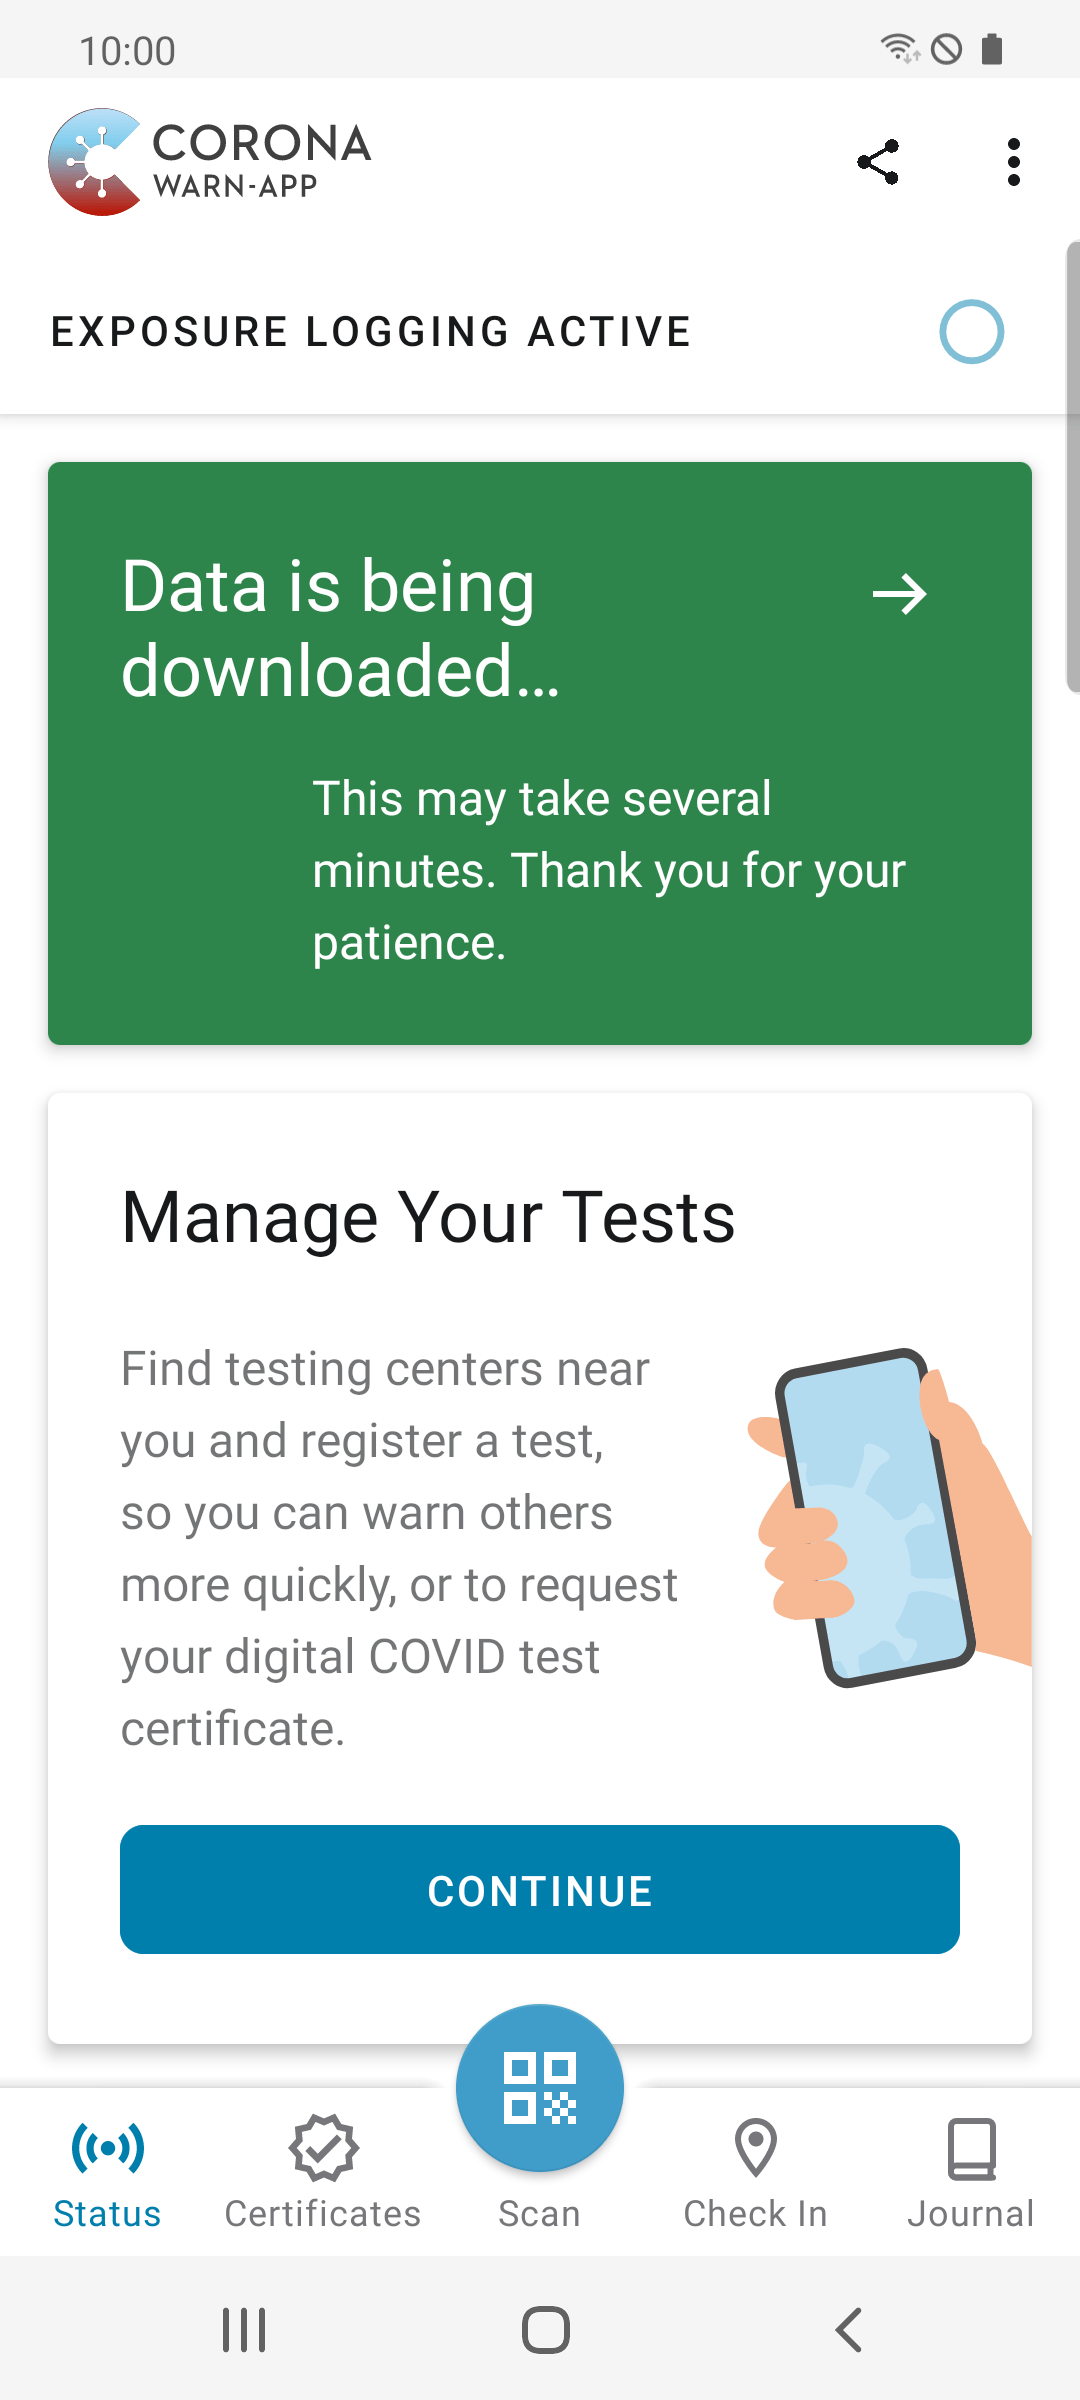 10:00
CORONA
WARN-APP
EXPOSURE LOGGING ACTIVE
Data is being
downloaded…
This may take several
minutes. Thank you for your
patience.
Manage Your Tests
Find testing centers near
you and register a test,
so you can warn others
more quickly, or to request
your digital COVID test
certificate.
CONTINUE
Status
Certificates
Scan
Check In
Journal